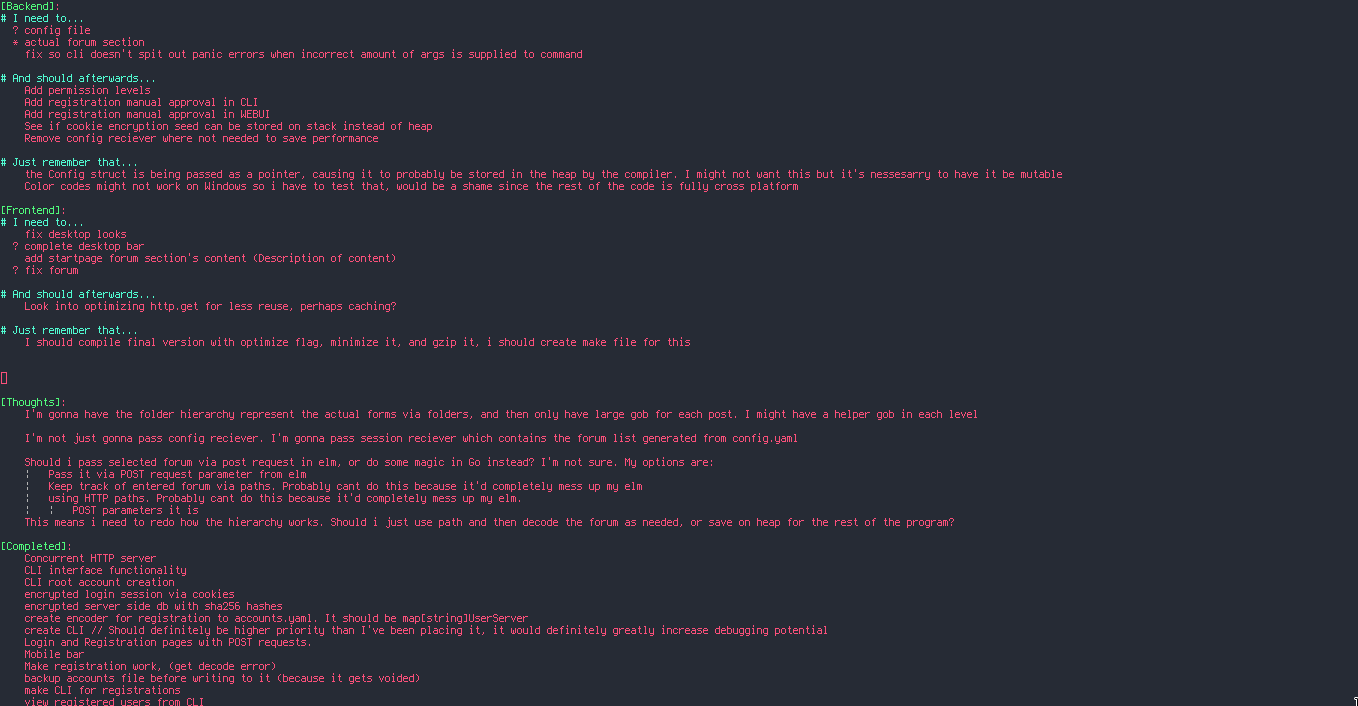 [Backend]:
# I need to...
? config file
* actual forum section
fix so cli doesn't spit out panic errors when incorrect amount of args is supplied to command
# And should afterwards...
Add permission levels
Add registration manual approval in CLI
Add registration manual approval in WEBUI
See if cookie encryption seed can be stored on stack instead of heap
Remove config reciever where not needed to save performance
# Just remember that...
the Config struct is being passed as a pointer, causing it to probably be stored in the heap by the compiler. I might not want this but it's nessesarry to have it be mutable
Color codes might not work on Windows so i have to test that, would be a shame since the rest of the code is fully cross platform
[Frontend]:
# I need to...
fix desktop looks
? complete desktop bar
add startpage forum section's content (Description of content)
? fix forum
# And should afterwards...
Look into optimizing http.get for less reuse, perhaps caching?
# Just remember that...
I should compile final version with optimize flag, minimize it, and gzip it, i should create make file for this
[Thoughts]:
I'm gonna have the folder hierarchy represent the actual forms via folders, and then only have large gob for each post. I might have a helper gob in each level
I'm not just gonna pass config reciever. I'm gonna pass session reciever which contains the forum list generated from config.yaml
Should i pass selected forum via post request in elm, or do some magic in Go instead? I'm not sure. My options are:
¦ Pass it via POST request parameter from elm
¦ Keep track of entered forum via paths. Probably cant do this because it'd completely mess up my elm
¦ using HTTP paths. Probably cant do this because it'd completely mess up my elm.
¦ ¦ POST parameters it is
This means i need to redo how the hierarchy works. Should i just use path and then decode the forum as needed, or save on heap for the rest of the program?
[Completed]:
Concurrent HTTP server
CLI interface functionality
CLI root account creation
encrypted login session via cookies
encrypted server side db with sha256 hashes
create encoder for registration to accounts.yaml. It should be map[string]UserServer
create CLI // Should definitely be higher priority than I've been placing it, it would definitely greatly increase debugging potential
Login and Registration pages with POST requests.
Mobile bar
Make registration work, (get decode error)
backup accounts file before writing to it (because it gets voided)
make CLI for registrations
view registered users from CLI